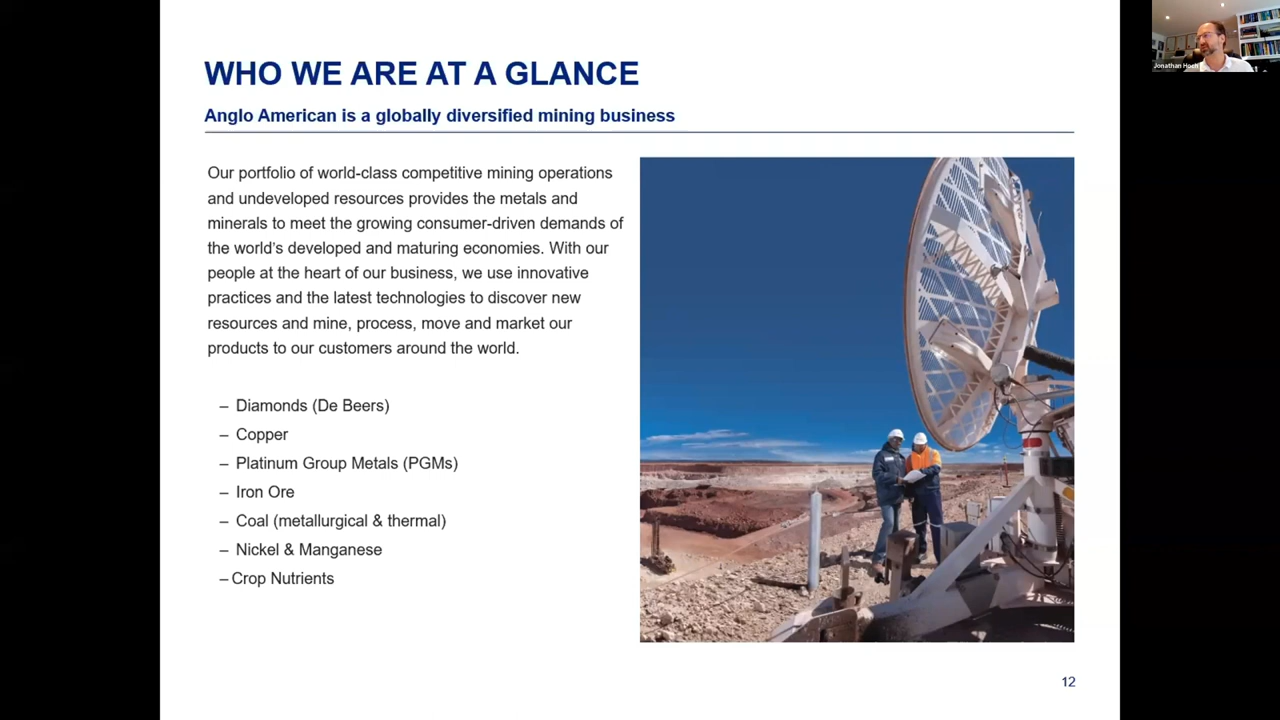 WHO WE ARE AT A GLANCE
Anglo American is a globally diversified mining business
Our portfolio of world-class competitive mining operations
and undeveloped resources provides the metals and
minerals to meet the growing consumer-driven demands of
the world's developed and maturing economies. With our
people at the heart of our business, we use innovative
practices and the latest technologies to discover new
resources and mine, process, move and market our
products to our customers around the world.
– Diamonds (De Beers)
– Copper
– Platinum Group Metals (PGMs)
– Iron Ore
– Coal (metallurgical & thermal)
– Nickel & Manganese
– Crop Nutrients
12
Jonathan